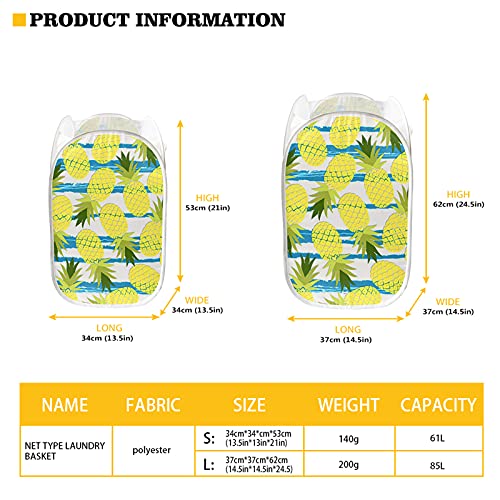 PRODUCT INFORMATION
HIGH
53cm (21in)
WIDE
34cm (13.5in)
LONG
34cm (13.5in)
HIGH
62cm (24.5in)
WIDE
37cm (14.5in)
LONG
37cm (14.5in)
NAME FABRIC SIZE WEIGHT CAPACITY
NET TYPE LAUNDRY BASKET polyester S: 34cm*34*cm*53cm (13.5in*13in*21in) 140g 61L
L: 37cm*37cm*62cm (14.5in*14.5in*24.5) 200g 85L